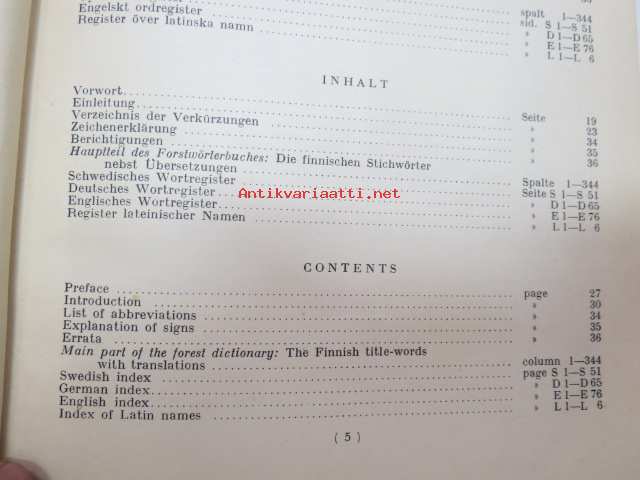 Engelskt ordregister spalt 1—344
Register över latinska namn sid. S 1—S 51
» D 1—D 65
» E 1—E 76
» L 1—L 6
INHALT
Vorwort Seite 19
Einleitung » 23
Verzeichnis der Verkürzungen » 34
Zeichenerklärung » 35
Berichtigungen » 36
Hauptteil des Forstwörterbuches: Die finnischen Stichwörter
nebst Übersetzungen Spalte 1—344
Schwedisches Wortregister Seite S 1—S 51
Deutsches Wortregister » D 1—D 65
Englisches Wortregister » E 1—E 76
Register lateinischer Namen » L 1—L 6
Antikvariaatti.net
CONTENTS
Preface page 27
Introduction » 30
List of abbreviations » 34
Explanation of signs » 35
Errata » 36
Main part of the forest dictionary: The Finnish title-words
with translations column 1—344
Swedish index page S 1—S 51
German index » D 1—D 65
English index » E 1—E 76
Index of Latin names » L 1—L 6
( 5 )